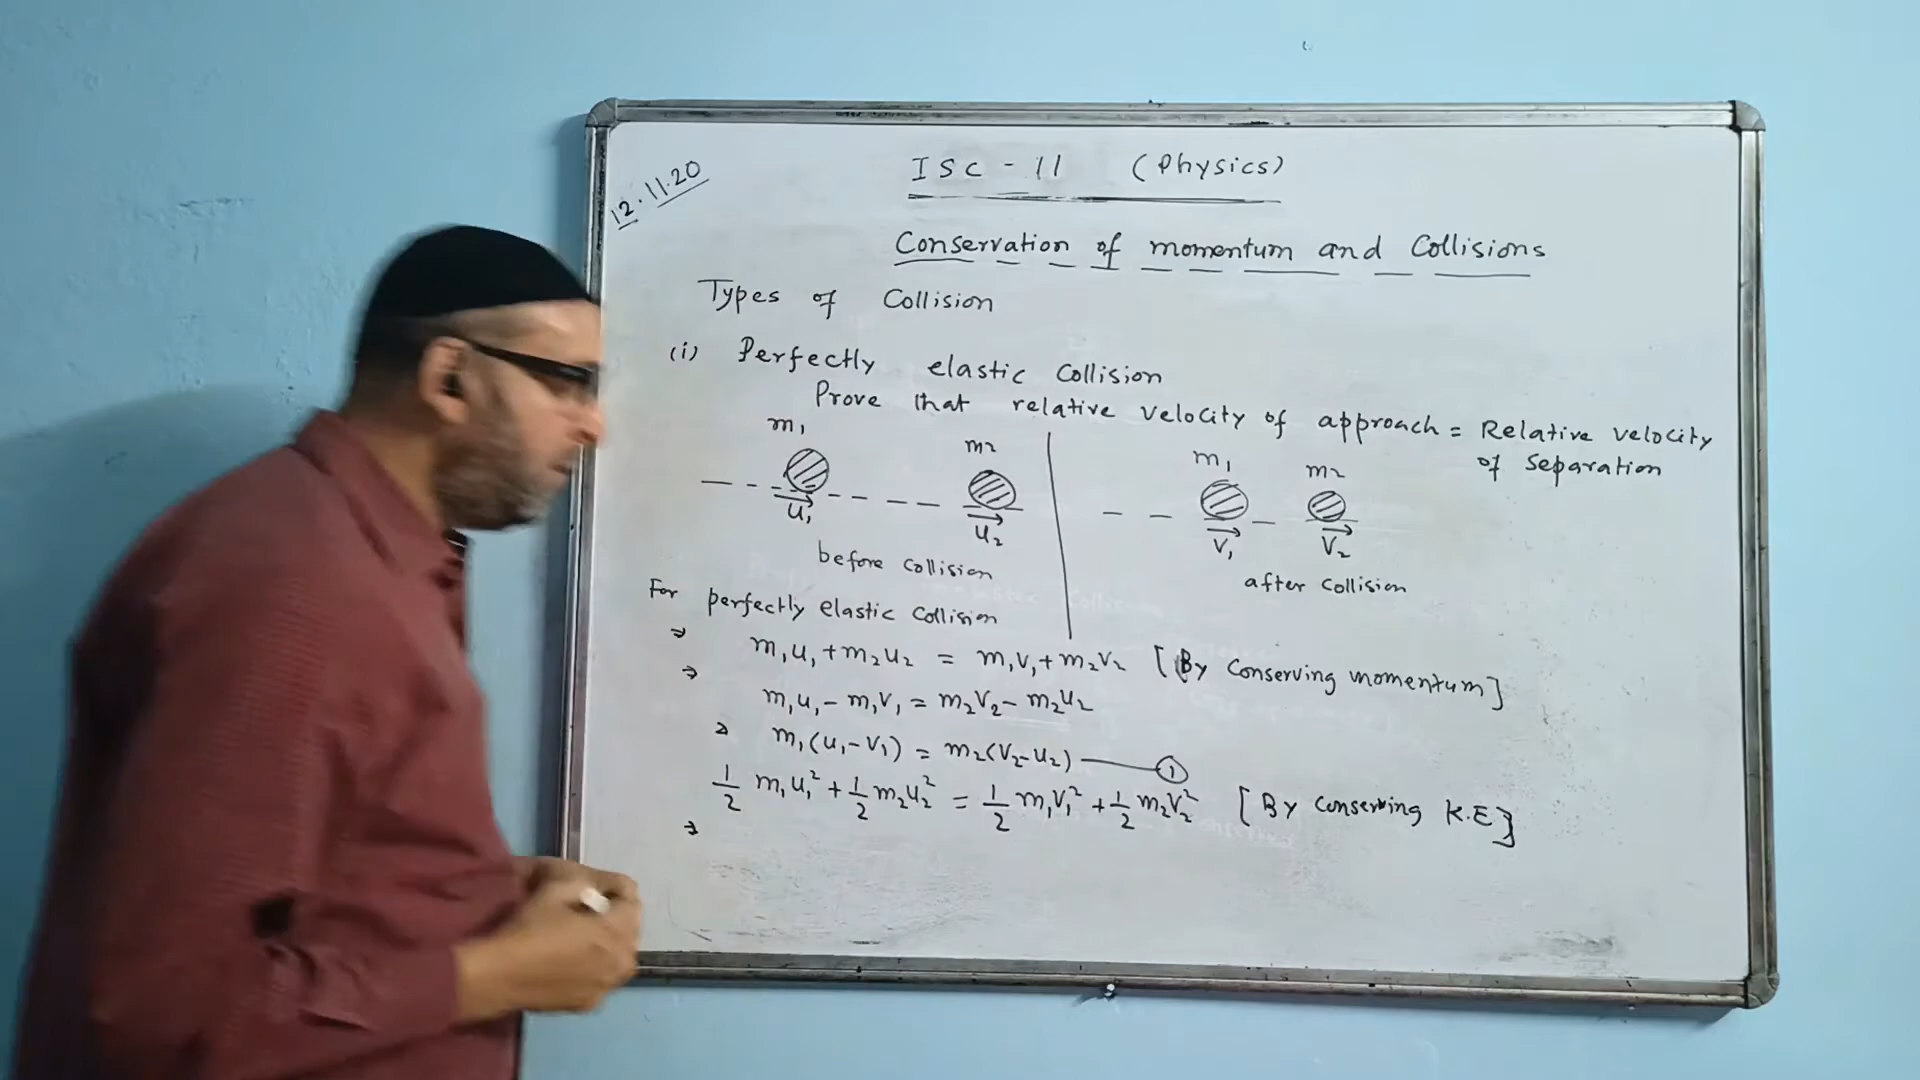 12.11.20
ISC - 11 (Physics)
Conservation of momentum and Collisions
Types of Collision
(i) Perfectly elastic Collision
Prove that relative velocity of approach = Relative velocity
of Separation
m₁ m₂ m₁ m₂
u₁ u₂ v₁ v₂
before Collision after Collision
For perfectly elastic Collision
⇒ m₁u₁ + m₂u₂ = m₁v₁ + m₂v₂ [By Conserving momentum]
⇒ m₁u₁ - m₁v₁ = m₂v₂ - m₂u₂
⇒ m₁(u₁-v₁) = m₂(v₂-u₂) ①
1/2 m₁u₁² + 1/2 m₂u₂² = 1/2 m₁v₁² + 1/2 m₂v₂² [By Conserving K.E]
⇒